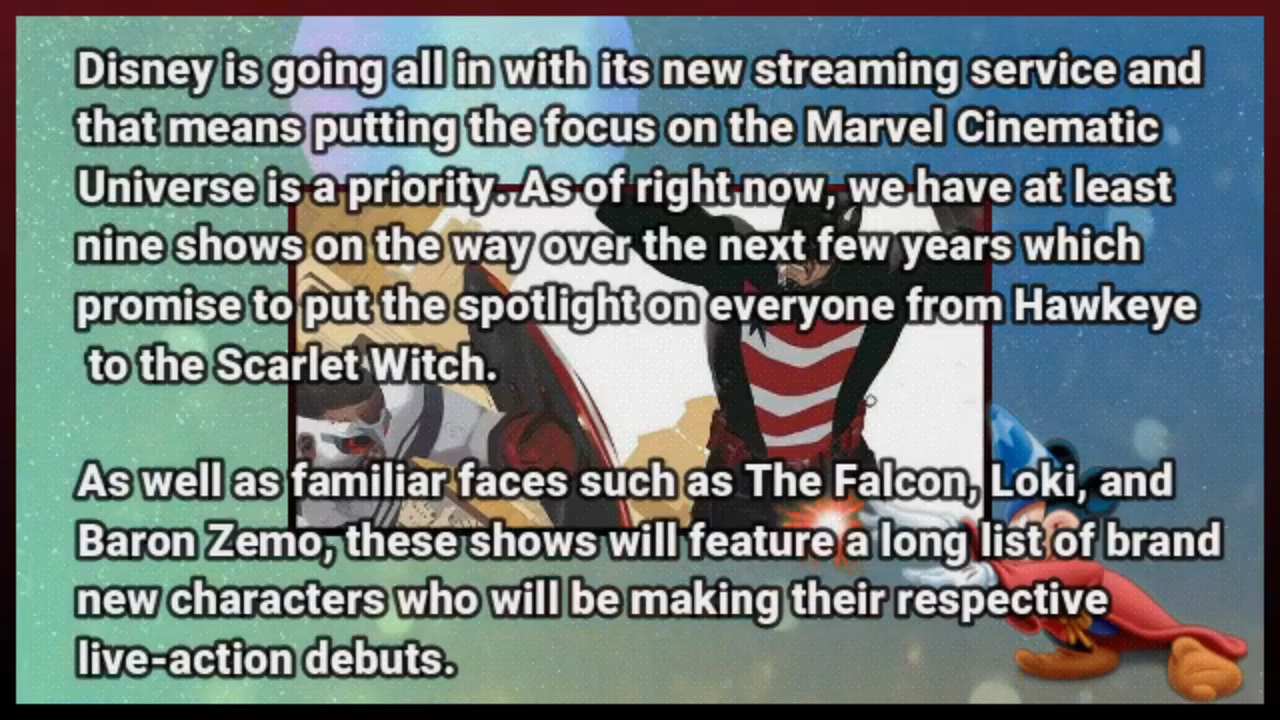 Disney is going all in with its new streaming service and
that means putting the focus on the Marvel Cinematic
Universe is a priority. As of right now, we have at least
nine shows on the way over the next few years which
promise to put the spotlight on everyone from Hawkeye
to the Scarlet Witch.
As well as familiar faces such as The Falcon, Loki, and
Baron Zemo, these shows will feature a long list of brand
new characters who will be making their respective
live-action debuts.